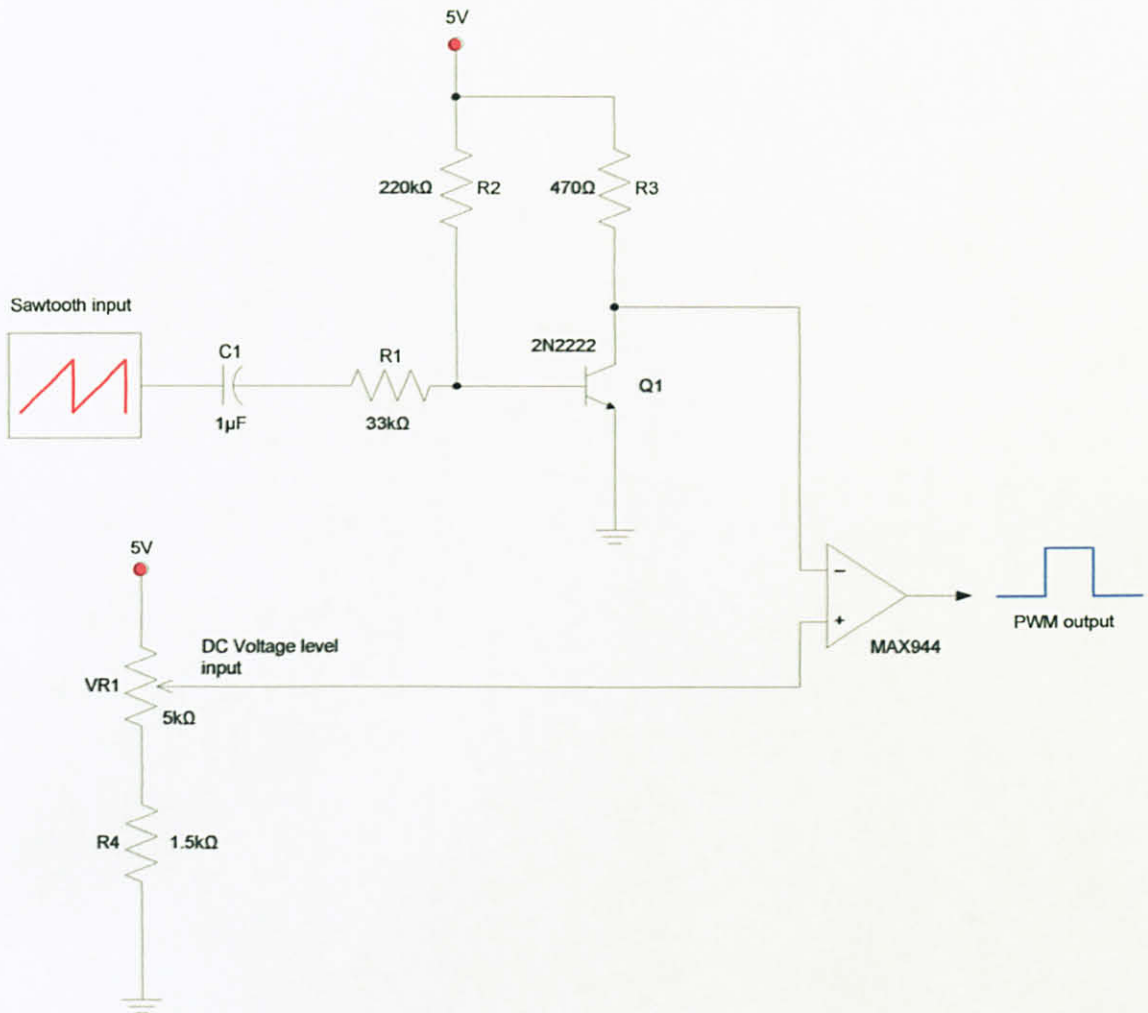 5V
220kΩ
R2
470Ω
R3
Sawtooth input
C1
1µF
R1
33kΩ
2N2222
Q1
5V
DC Voltage level
input
VR1
5kΩ
R4
1.5kΩ
−
+
MAX944
PWM output